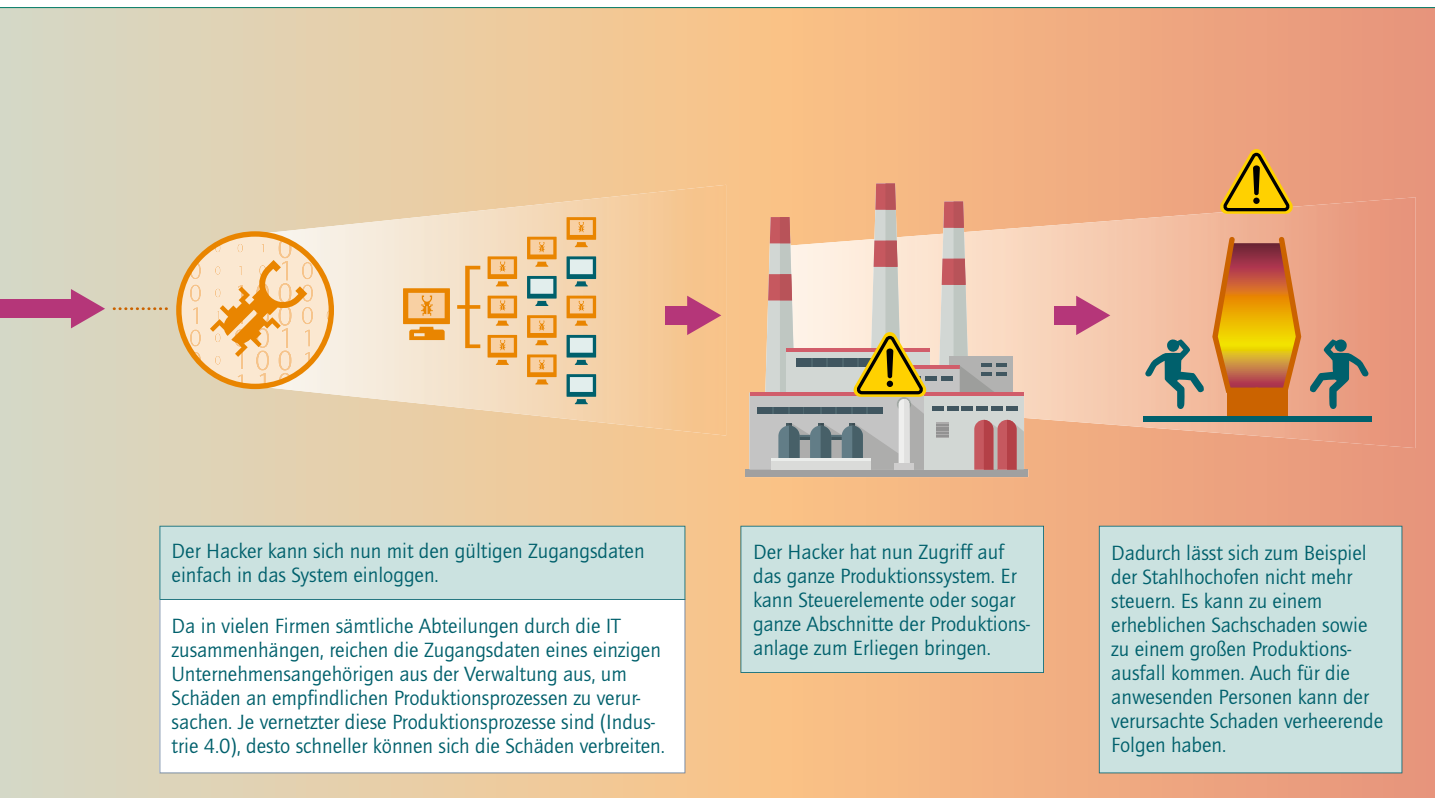 Der Hacker kann sich nun mit den gültigen Zugangsdaten
einfach in das System einloggen.
Da in vielen Firmen sämtliche Abteilungen durch die IT
zusammenhängen, reichen die Zugangsdaten eines einzigen
Unternehmensangehörigen aus der Verwaltung aus, um
Schäden an empfindlichen Produktionsprozessen zu verur-
sachen. Je vernetzter diese Produktionsprozesse sind (Indus-
trie 4.0), desto schneller können sich die Schäden verbreiten.
Der Hacker hat nun Zugriff auf
das ganze Produktionssystem. Er
kann Steuerelemente oder sogar
ganze Abschnitte der Produktions-
anlage zum Erliegen bringen.
Dadurch lässt sich zum Beispiel
der Stahlhochofen nicht mehr
steuern. Es kann zu einem
erheblichen Sachschaden sowie
zu einem großen Produktions-
ausfall kommen. Auch für die
anwesenden Personen kann der
verursachte Schaden verheerende
Folgen haben.